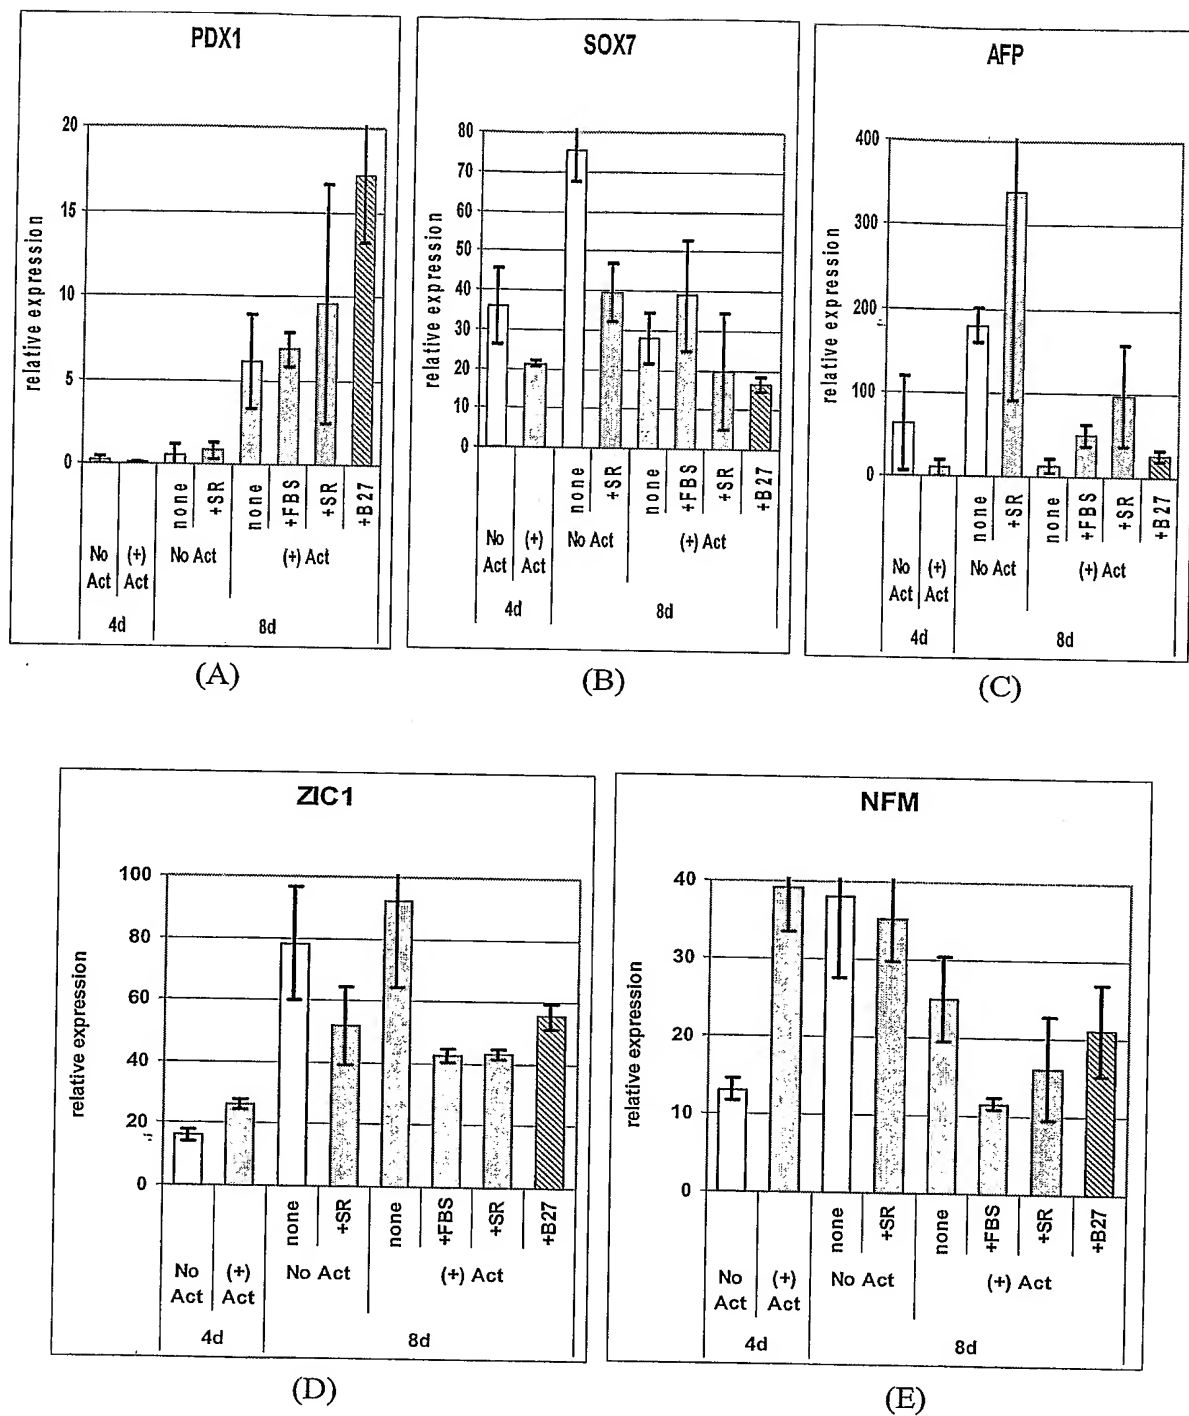 PDX1
relative expression
20
15
10
5
0
none
+SR
none
+FBS
+SR
+B27
No Act
(+) Act
No Act
(+) Act
4d
8d
(A)
SOX7
relative expression
80
70
60
50
40
30
20
10
0
none
+SR
none
+FBS
+SR
+B27
No Act
(+) Act
No Act
(+) Act
4d
8d
(B)
AFP
relative expression
400
300
200
100
0
none
+SR
none
+FBS
+SR
+B27
No Act
(+) Act
No Act
(+) Act
4d
8d
(C)
ZIC1
relative expression
100
80
60
40
20
0
none
+SR
none
+FBS
+SR
+B27
No Act
(+) Act
No Act
(+) Act
4d
8d
(D)
NFM
relative expression
40
30
20
10
0
none
+SR
none
+FBS
+SR
+B27
No Act
(+) Act
No Act
(+) Act
4d
8d
(E)